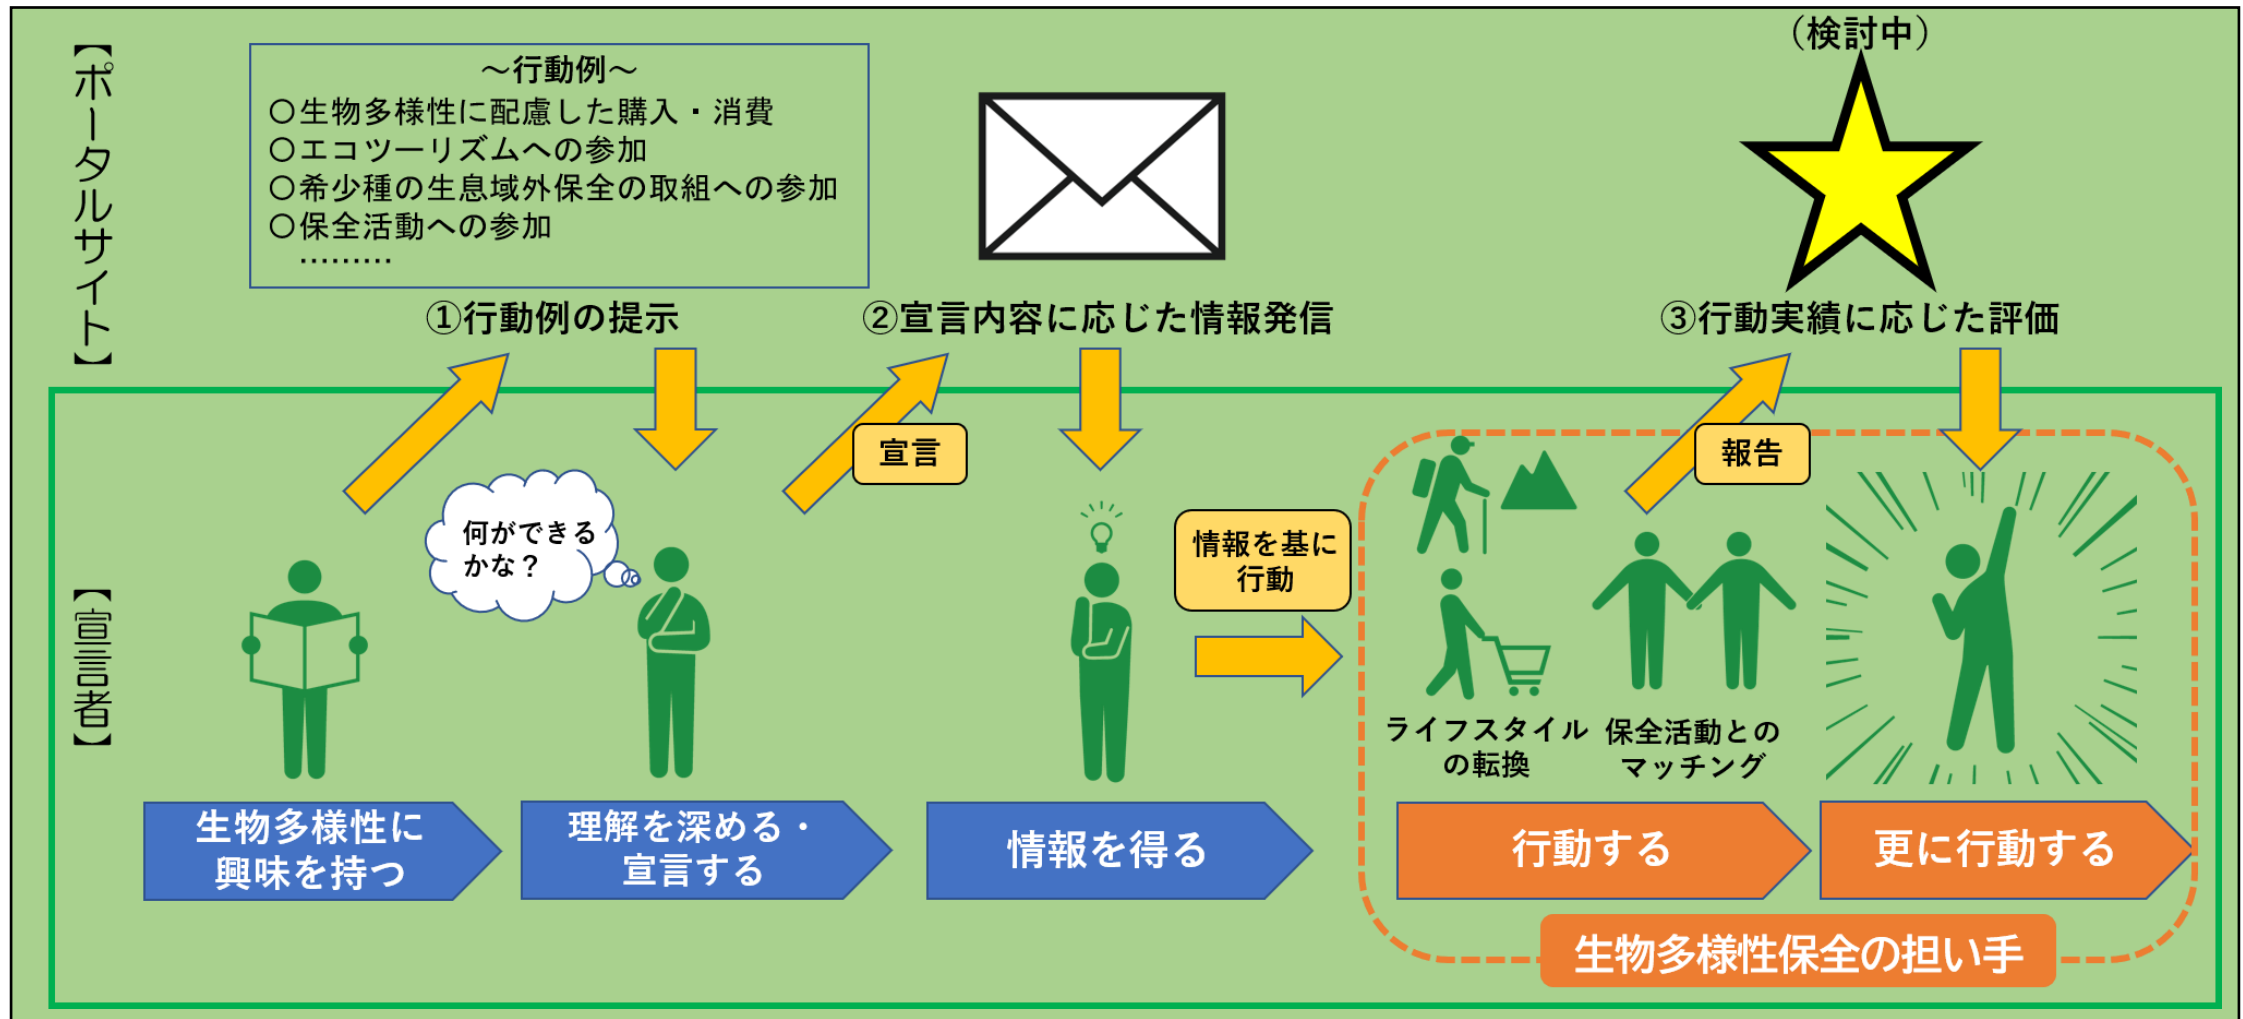 【ポータルサイト】
～行動例～
○生物多様性に配慮した購入・消費
○エコツーリズムへの参加
○希少種の生息域外保全の取組への参加
○保全活動への参加
………
（検討中）
①行動例の提示
②宣言内容に応じた情報発信
③行動実績に応じた評価
【宣言者】
何ができる
かな？
宣言
情報を基に
行動
報告
ライフスタイル
の転換
保全活動との
マッチング
生物多様性に
興味を持つ
理解を深める・
宣言する
情報を得る
行動する
更に行動する
生物多様性保全の担い手